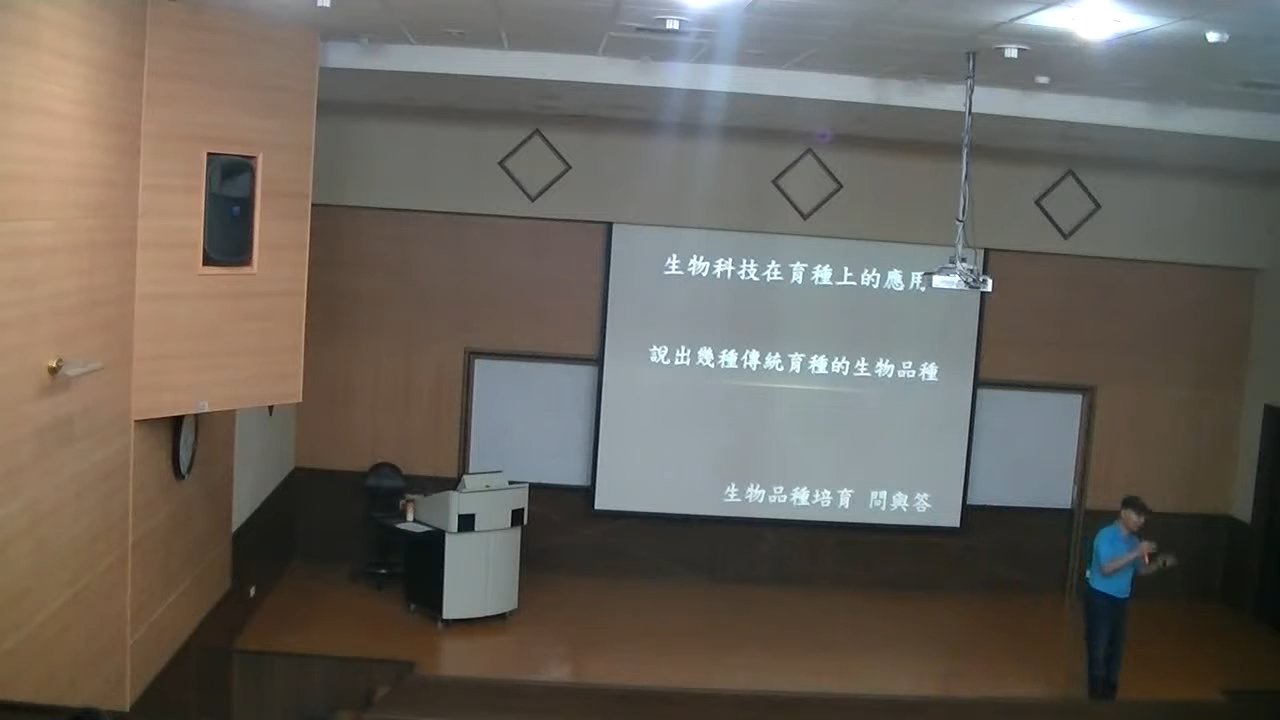 生物科技在育種上的應用
說出幾種傳統育種的生物品種
生物品種培育 問與答